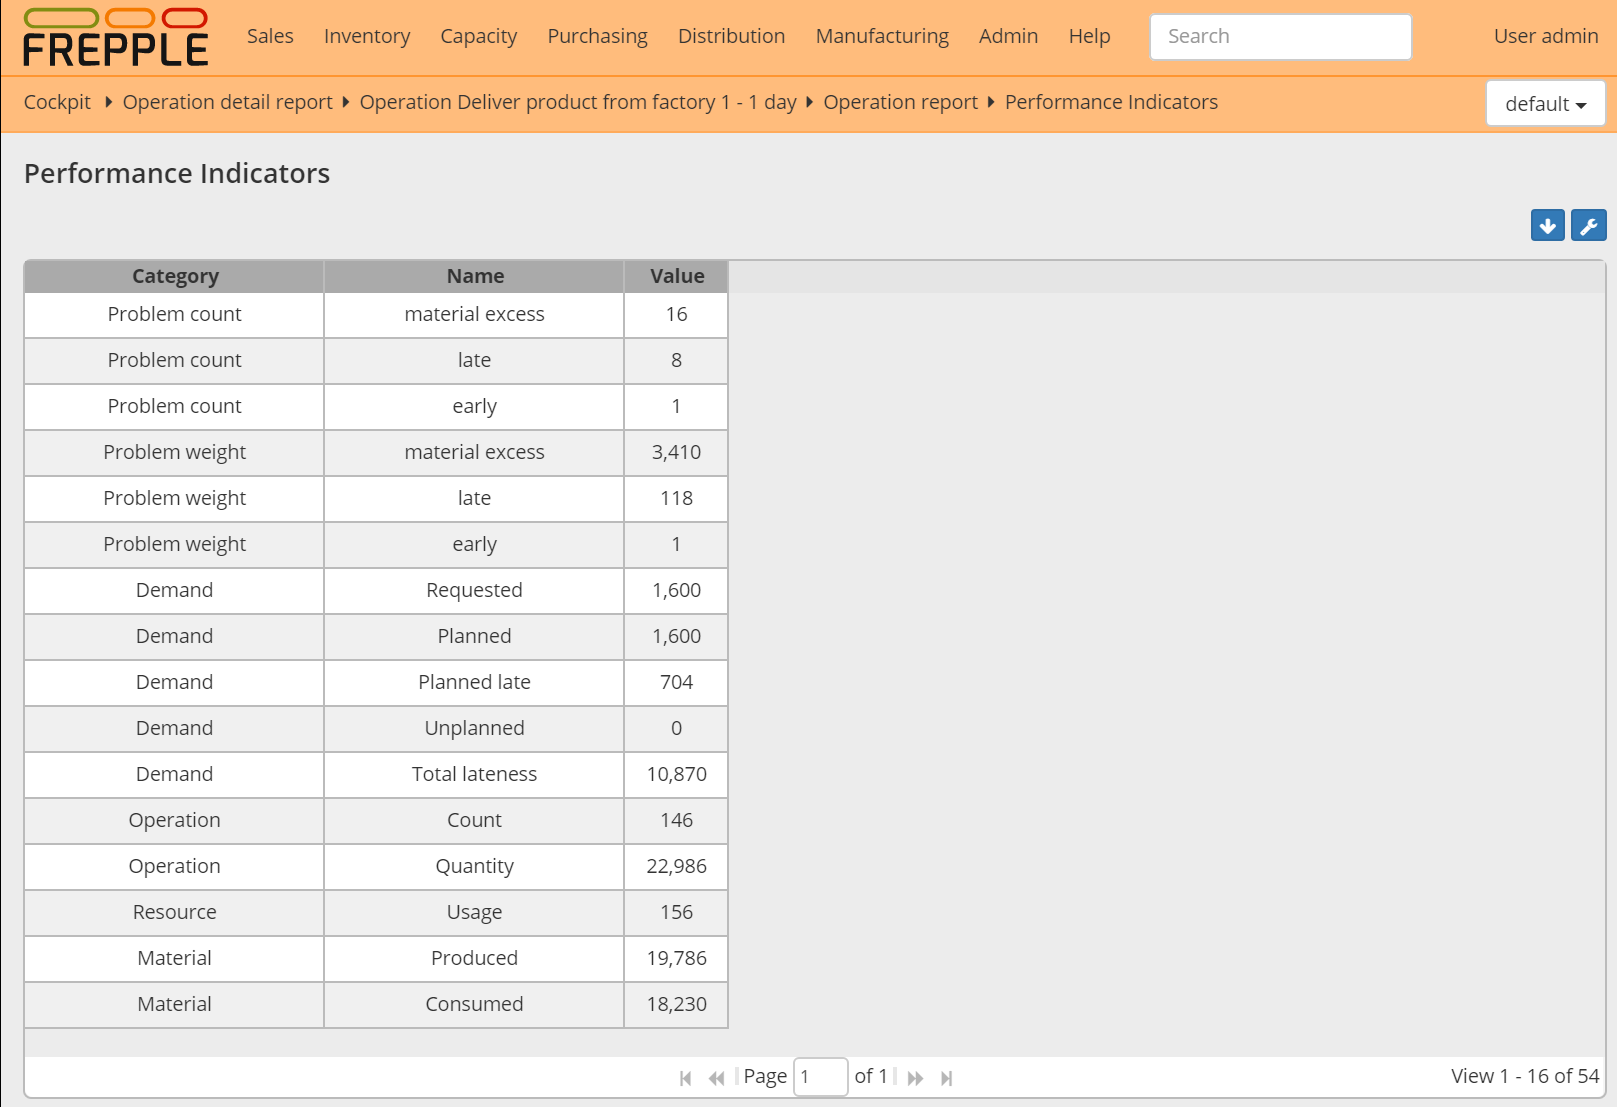 FREPPLE Sales Inventory Capacity Purchasing Distribution Manufacturing Admin Help Search User admin
Cockpit Operation detail report Operation Deliver product from factory 1 - 1 day Operation report Performance Indicators default
Performance Indicators
Category Name Value
Problem count material excess 16
Problem count late 8
Problem count early 1
Problem weight material excess 3,410
Problem weight late 118
Problem weight early 1
Demand Requested 1,600
Demand Planned 1,600
Demand Planned late 704
Demand Unplanned 0
Demand Total lateness 10,870
Operation Count 146
Operation Quantity 22,986
Resource Usage 156
Material Produced 19,786
Material Consumed 18,230
Page 1 of 1 View 1 - 16 of 54